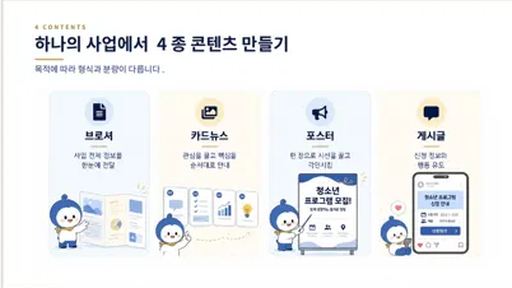 4 CONTENTS
하나의 사업에서 4 종 콘텐츠 만들기
목적에 따라 형식과 분량이 다릅니다 .
브로셔
사업 전체 정보를
한눈에 전달
카드뉴스
관심을 끌고 핵심을
순서대로 안내
포스터
한 장으로 시선을 끌고
각인시킴
청소년
프로그램 모집!
게시글
신청 정보와
행동 유도
청소년 프로그램
신청 안내